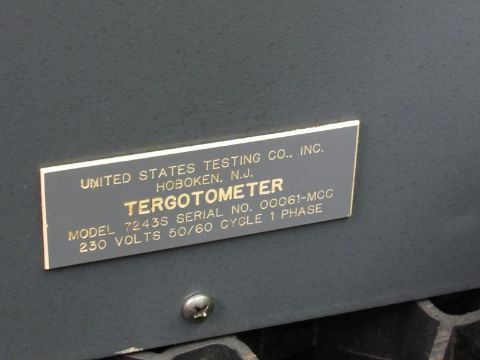 UNITED STATES TESTING CO., INC.
HOBOKEN, N.J.
TERGOTOMETER
MODEL 7243S SERIAL NO. 00061-MCC
230 VOLTS 50/60 CYCLE 1 PHASE